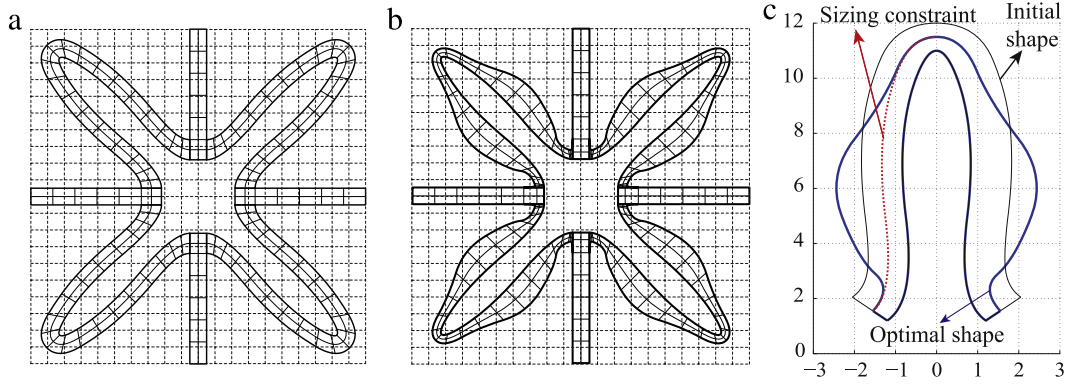 a
b
c
Sizing constraint
Initial
shape
12
10
8
6
4
2
0
Optimal shape
−3 −2 −1 0 1 2 3